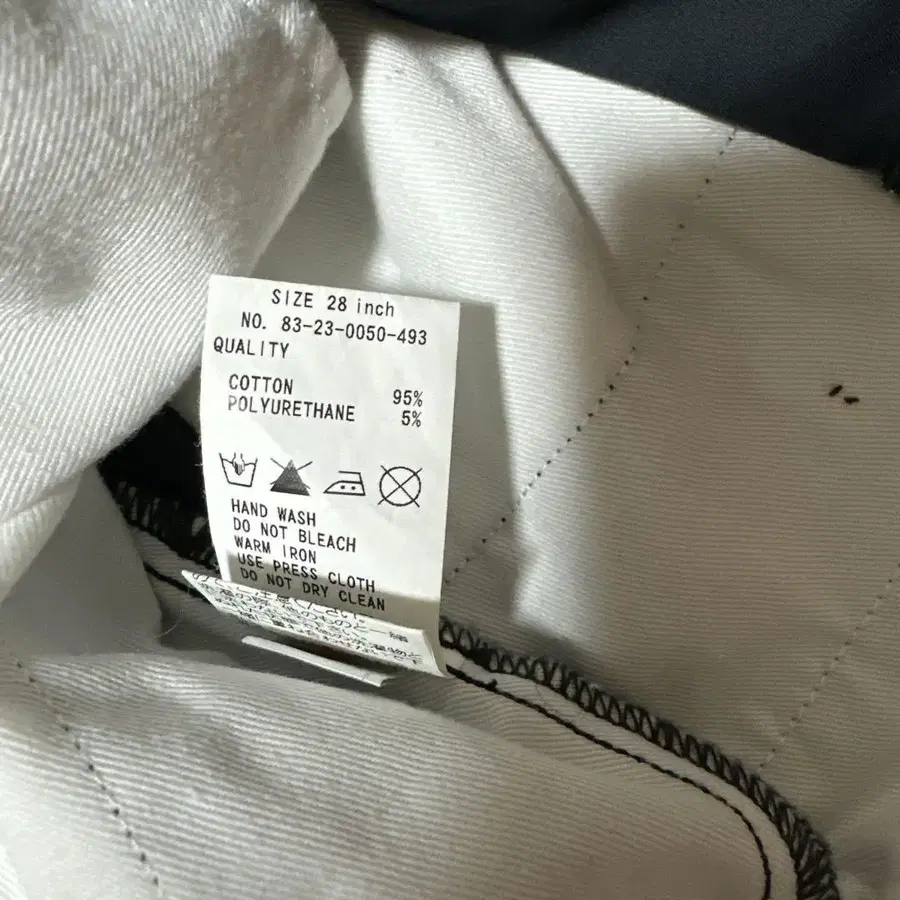 SIZE 28 inch
NO. 83-23-0050-493
QUALITY
COTTON 95%
POLYURETHANE 5%
HAND WASH
DO NOT BLEACH
WARM IRON
USE PRESS CLOTH
DO NOT DRY CLEAN